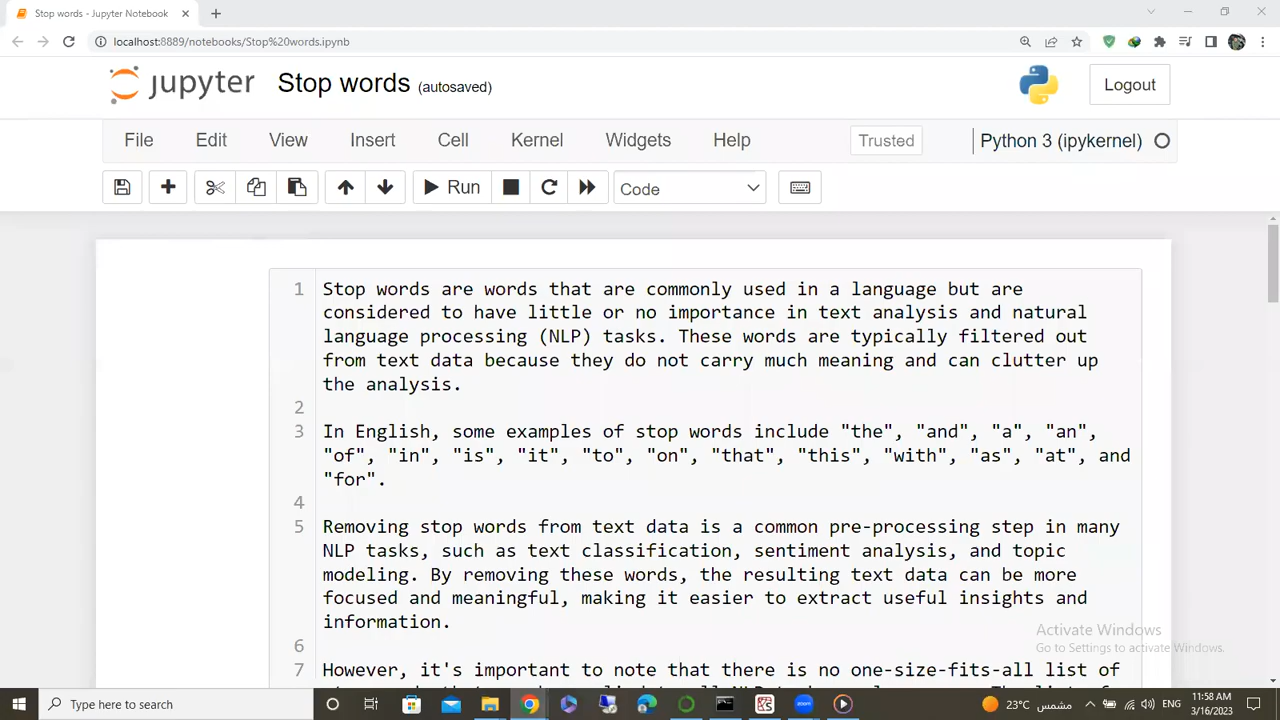 Stop words - Jupyter Notebook
localhost:8889/notebooks/Stop%20words.ipynb
jupyter Stop words (autosaved)
Logout
File Edit View Insert Cell Kernel Widgets Help Trusted Python 3 (ipykernel)
Run Code
1 Stop words are words that are commonly used in a language but are
considered to have little or no importance in text analysis and natural
language processing (NLP) tasks. These words are typically filtered out
from text data because they do not carry much meaning and can clutter up
the analysis.
2
3 In English, some examples of stop words include "the", "and", "a", "an",
"of", "in", "is", "it", "to", "on", "that", "this", "with", "as", "at", and
"for".
4
5 Removing stop words from text data is a common pre-processing step in many
NLP tasks, such as text classification, sentiment analysis, and topic
modeling. By removing these words, the resulting text data can be more
focused and meaningful, making it easier to extract useful insights and
information.
6
7 However, it's important to note that there is no one-size-fits-all list of
Activate Windows
Go to Settings to activate Windows.
Type here to search
zoom
23°C مشمس
ENG
11:58 AM
3/16/2023